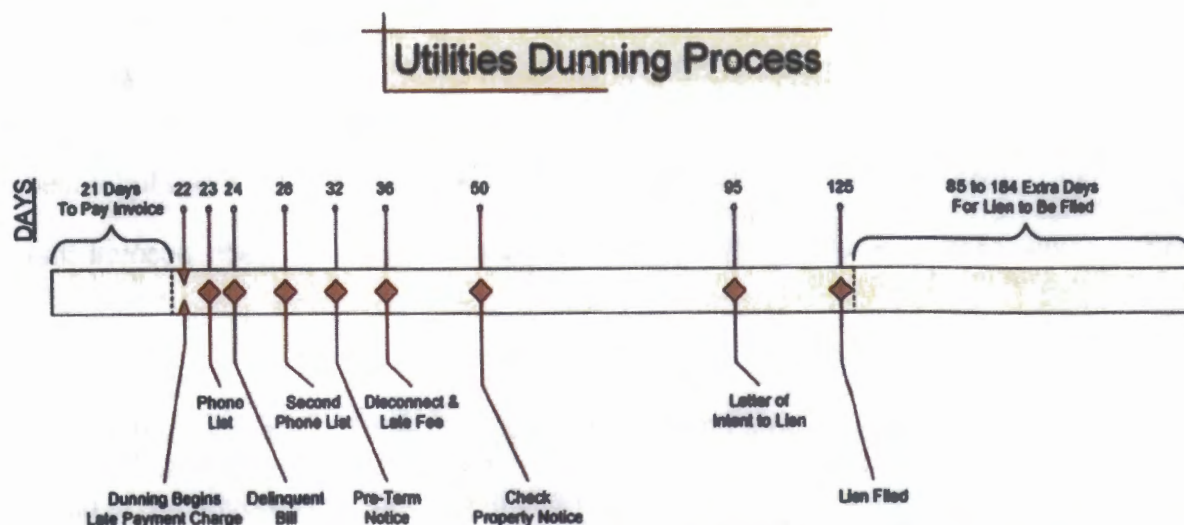 Utilities Dunning Process
DAYS
21 Days
To Pay Invoice
22 23 24 32 36 95 125
85 to 184 Extra Days
For Lien to Be Filed
Phone
List
Second
Phone List
Disconnect &
Late Fee
Letter of
Intent to Lien
Dunning Begins
Late Payment Charge
Delinquent
Bill
Pre-Term
Notice
Check
Property Notice
Lien Filed